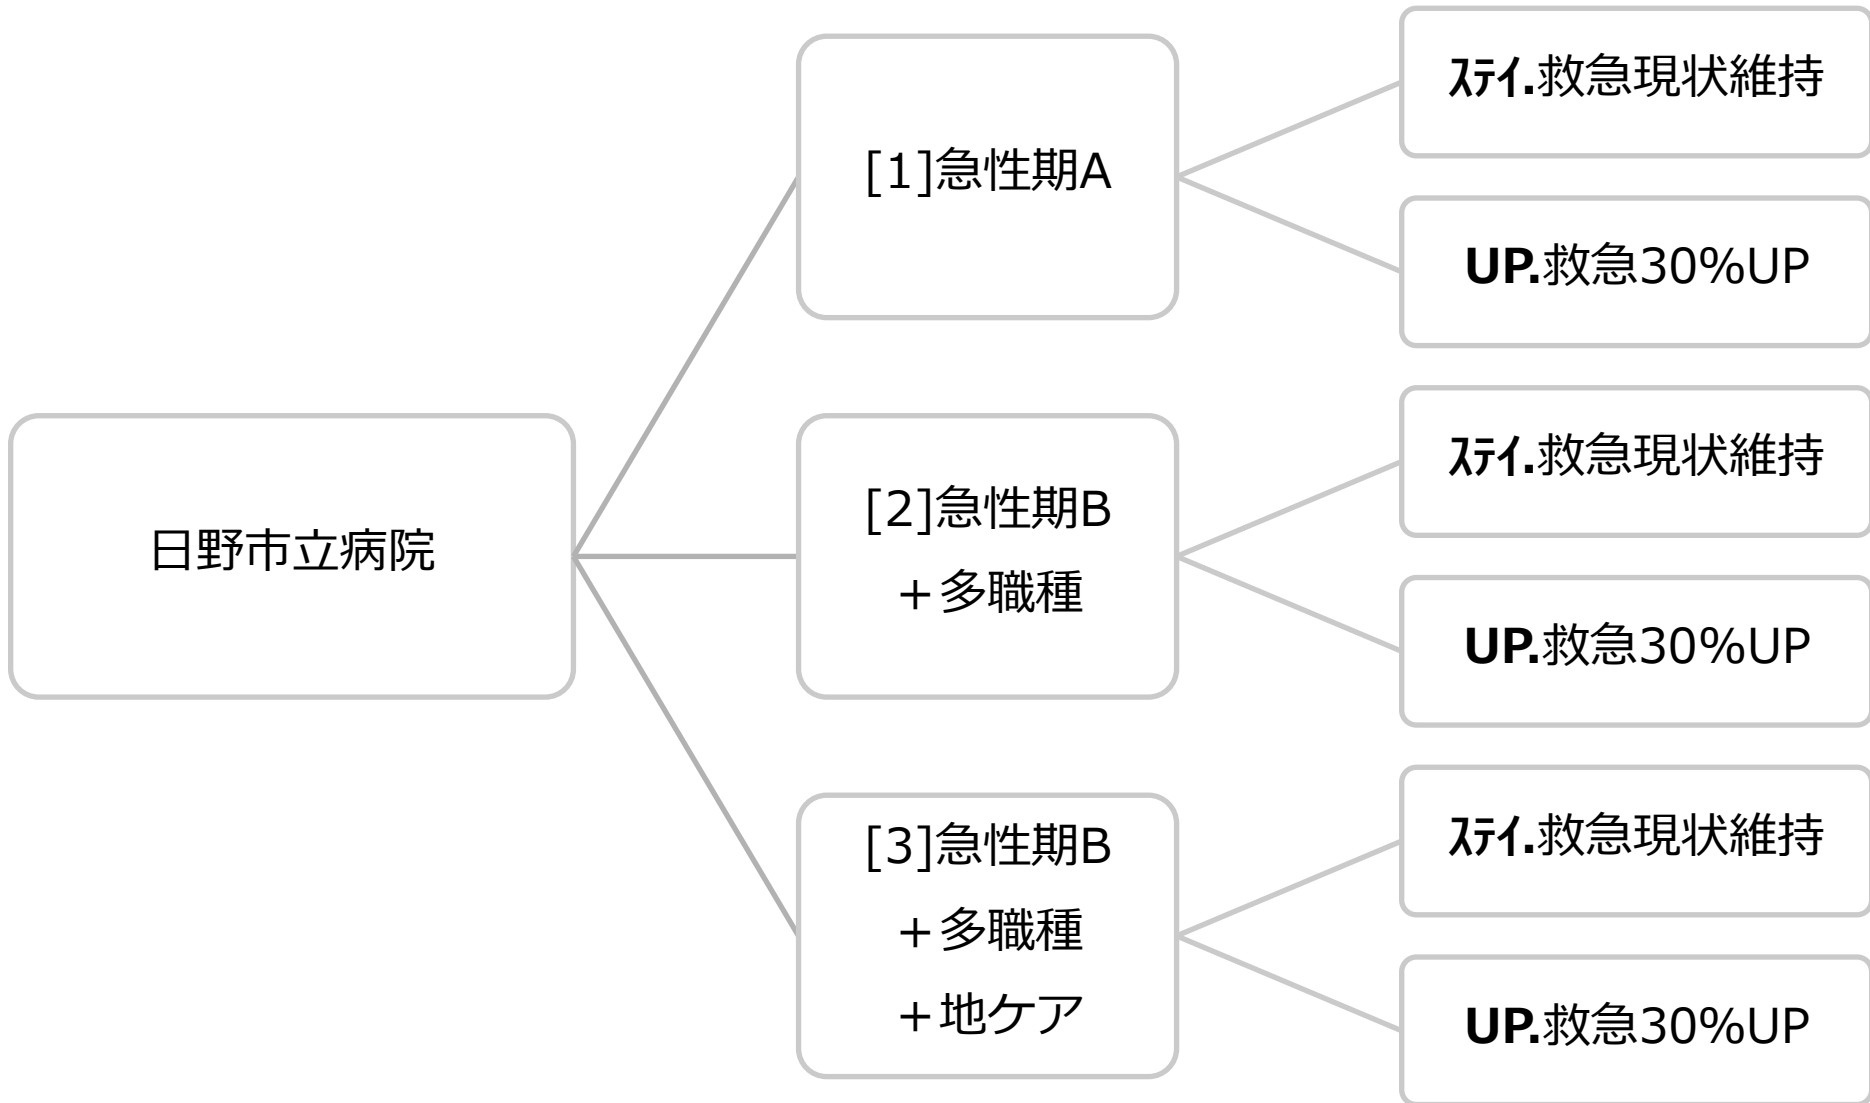 日野市立病院
[1]急性期A
ｽﾃｲ.救急現状維持
UP.救急30%UP
[2]急性期B
+多職種
ｽﾃｲ.救急現状維持
UP.救急30%UP
[3]急性期B
+多職種
+地ケア
ｽﾃｲ.救急現状維持
UP.救急30%UP